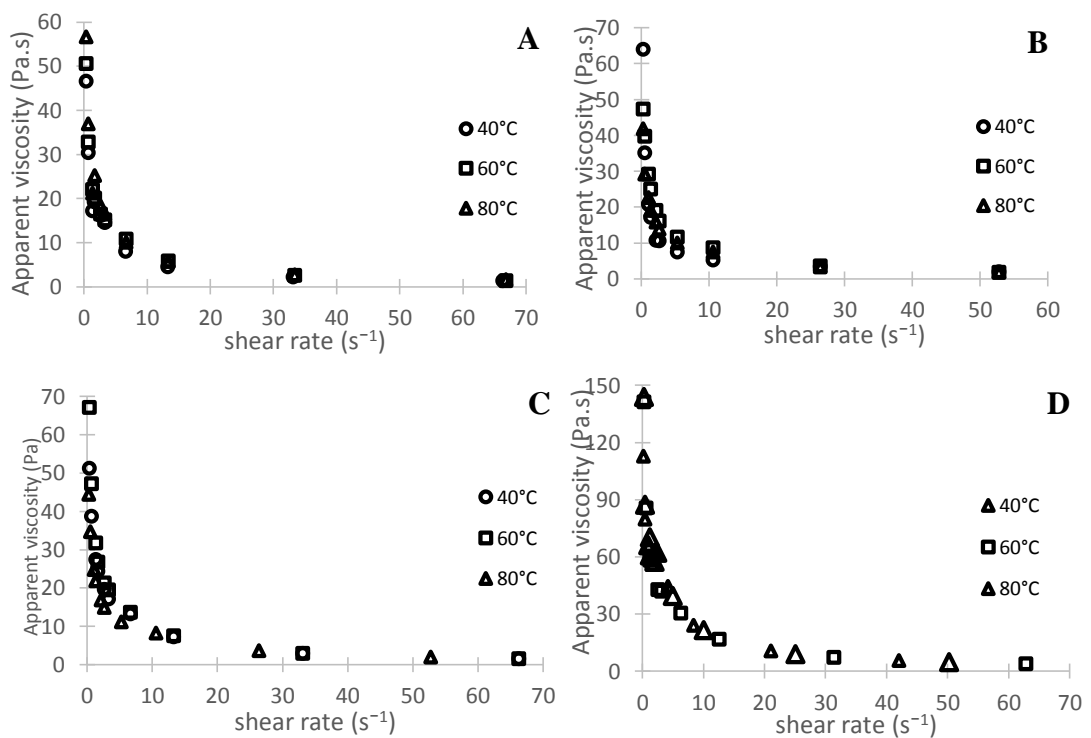 A
Apparent viscosity (Pa.s)
60
50
40
30
20
10
0
0 10 20 30 40 50 60 70
shear rate (s⁻¹)
40°C
60°C
80°C
B
Apparent viscosity (Pa.s)
70
60
50
40
30
20
10
0
0 10 20 30 40 50 60
shear rate (s⁻¹)
40°C
60°C
80°C
C
Apparent viscosity (Pa)
70
60
50
40
30
20
10
0
0 10 20 30 40 50 60 70
shear rate (s⁻¹)
40°C
60°C
80°C
D
Apparent viscosity (Pa.s)
150
120
90
60
30
0
0 10 20 30 40 50 60 70
shear rate (s⁻¹)
40°C
60°C
80°C